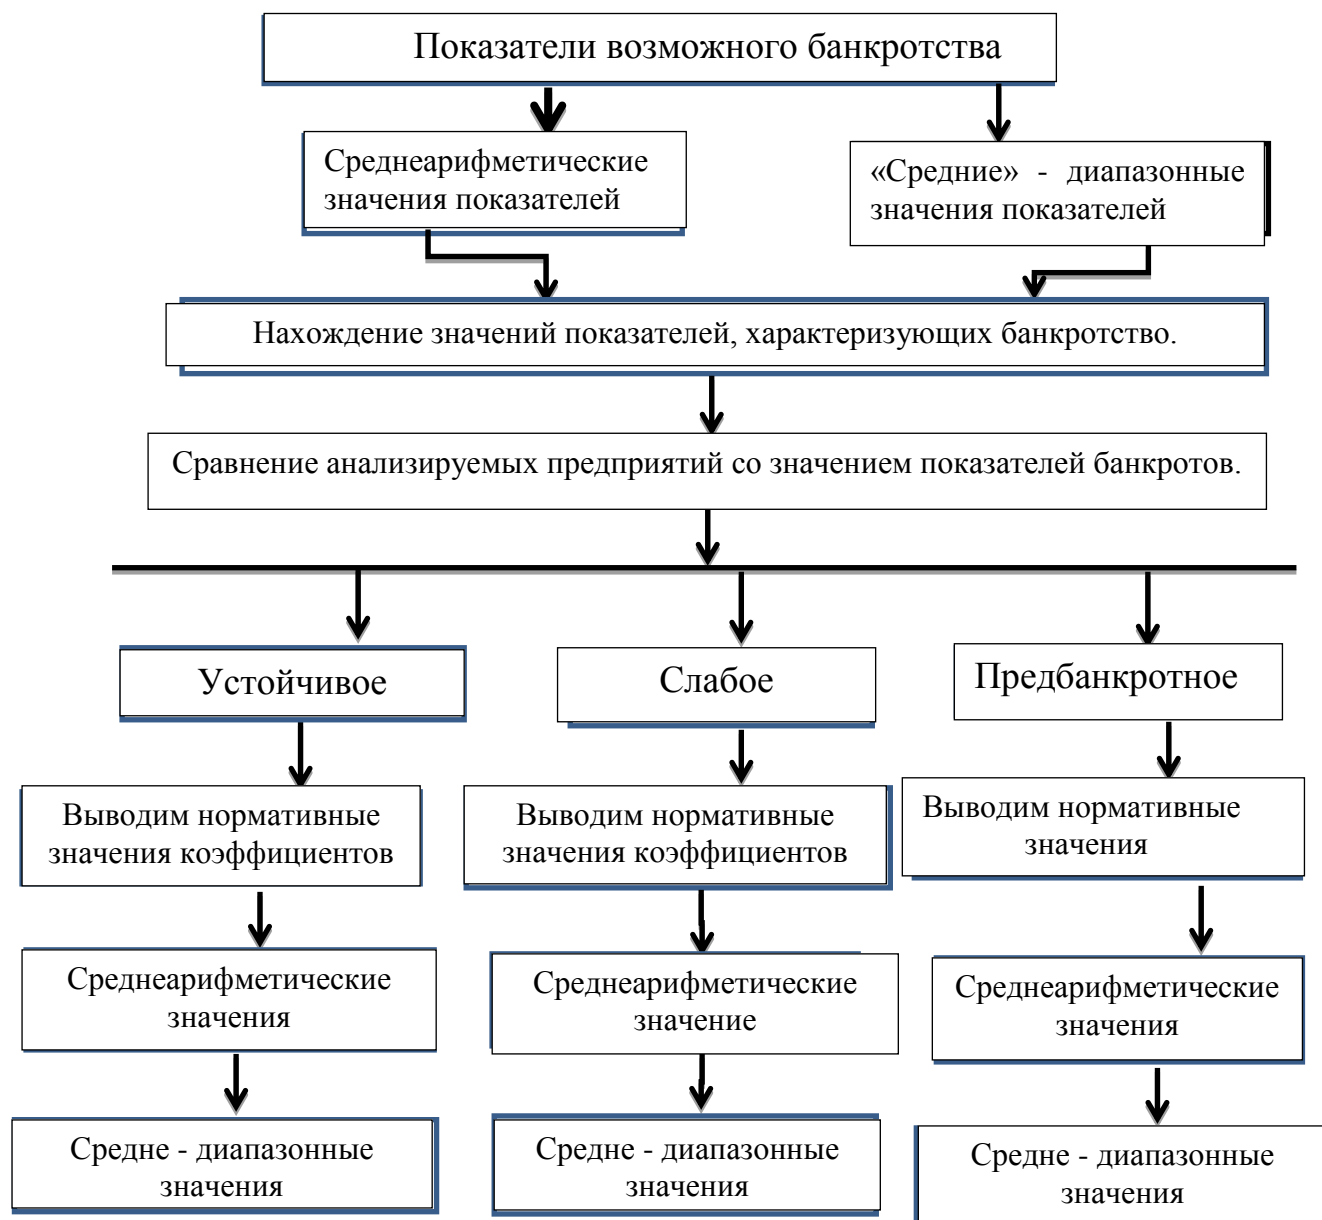 Показатели возможного банкротства
Среднеарифметические
значения показателей
«Средние» - диапазонные
значения показателей
Нахождение значений показателей, характеризующих банкротство.
Сравнение анализируемых предприятий со значением показателей банкротов.
Устойчивое
Слабое
Предбанкротное
Выводим нормативные
значения коэффициентов
Выводим нормативные
значения коэффициентов
Выводим нормативные
значения
Среднеарифметические
значения
Среднеарифметические
значение
Среднеарифметические
значения
Средне - диапазонные
значения
Средне - диапазонные
значения
Средне - диапазонные
значения